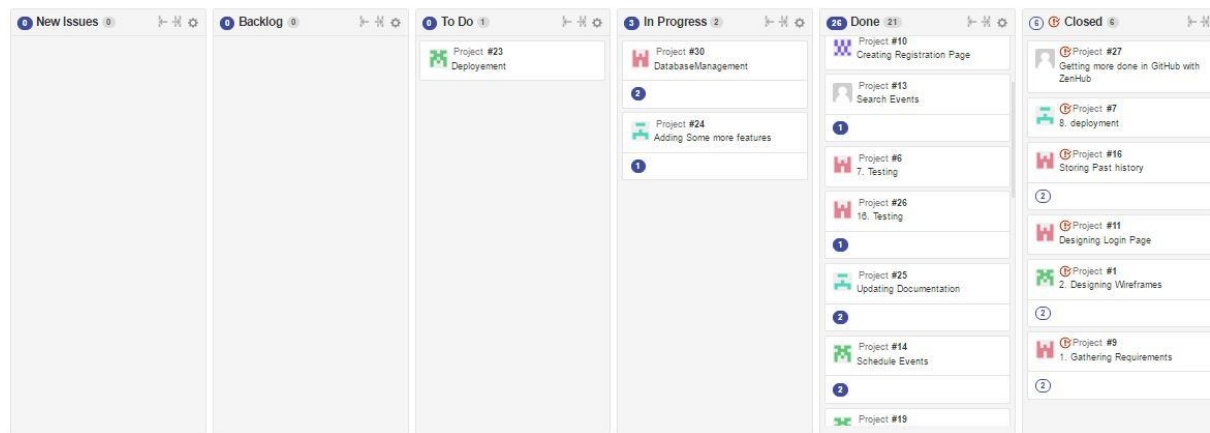 0 New Issues 0
0 Backlog 0
0 To Do 1
Project #23
Deployement
3 In Progress 2
Project #30
DatabaseManagement
2
Project #24
Adding Some more features
1
26 Done 21
Project #10
Creating Registration Page
Project #13
Search Events
1
Project #6
7. Testing
Project #26
16. Testing
1
Project #25
Updating Documentation
2
Project #14
Schedule Events
2
Project #19
6 Closed 6
Project #27
Getting more done in GitHub with
ZenHub
Project #7
8. deployment
Project #16
Storing Past history
2
Project #11
Designing Login Page
Project #1
2. Designing Wireframes
2
Project #9
1. Gathering Requirements
2